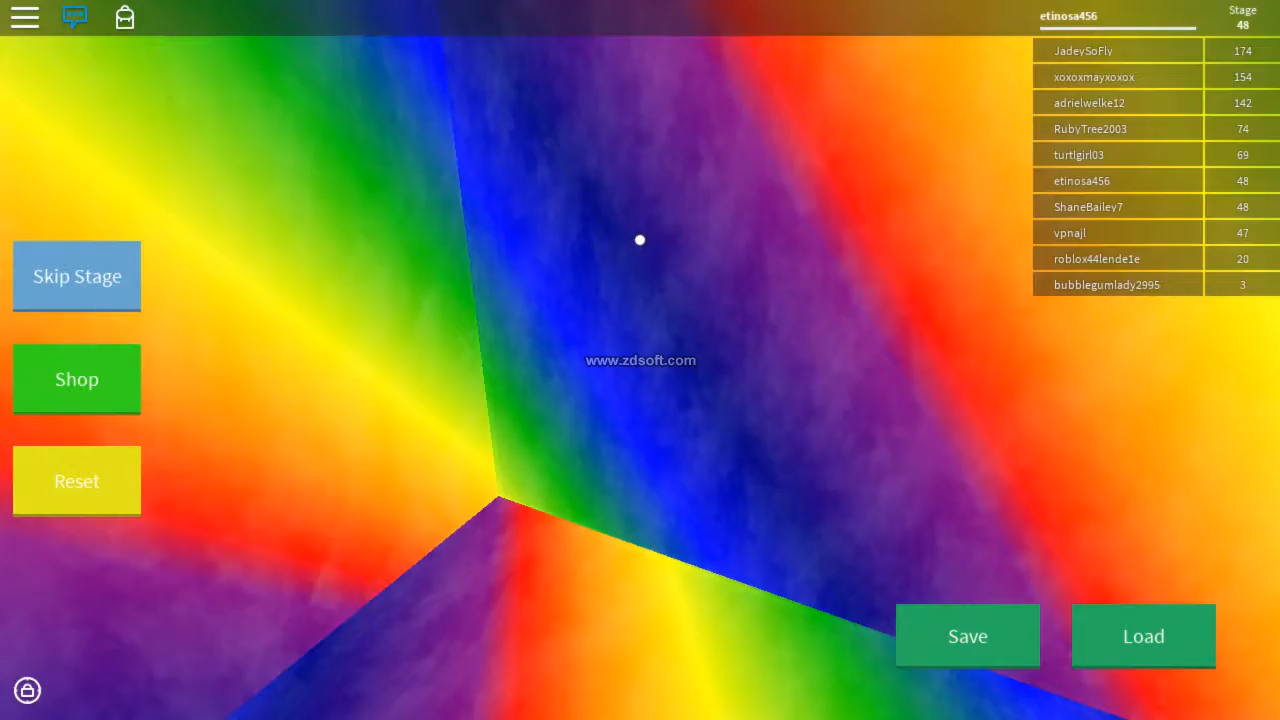 etinosa456
Stage
48
JadeySoFly 174
xoxoxmayxoxox 154
adrielwelke12 142
RubyTree2003 74
turtlgirl03 69
etinosa456 48
ShaneBailey7 48
vpnajl 47
roblox44lende1e 20
bubblegumlady2995 3
Skip Stage
www.zdsoft.com
Shop
Reset
Save
Load